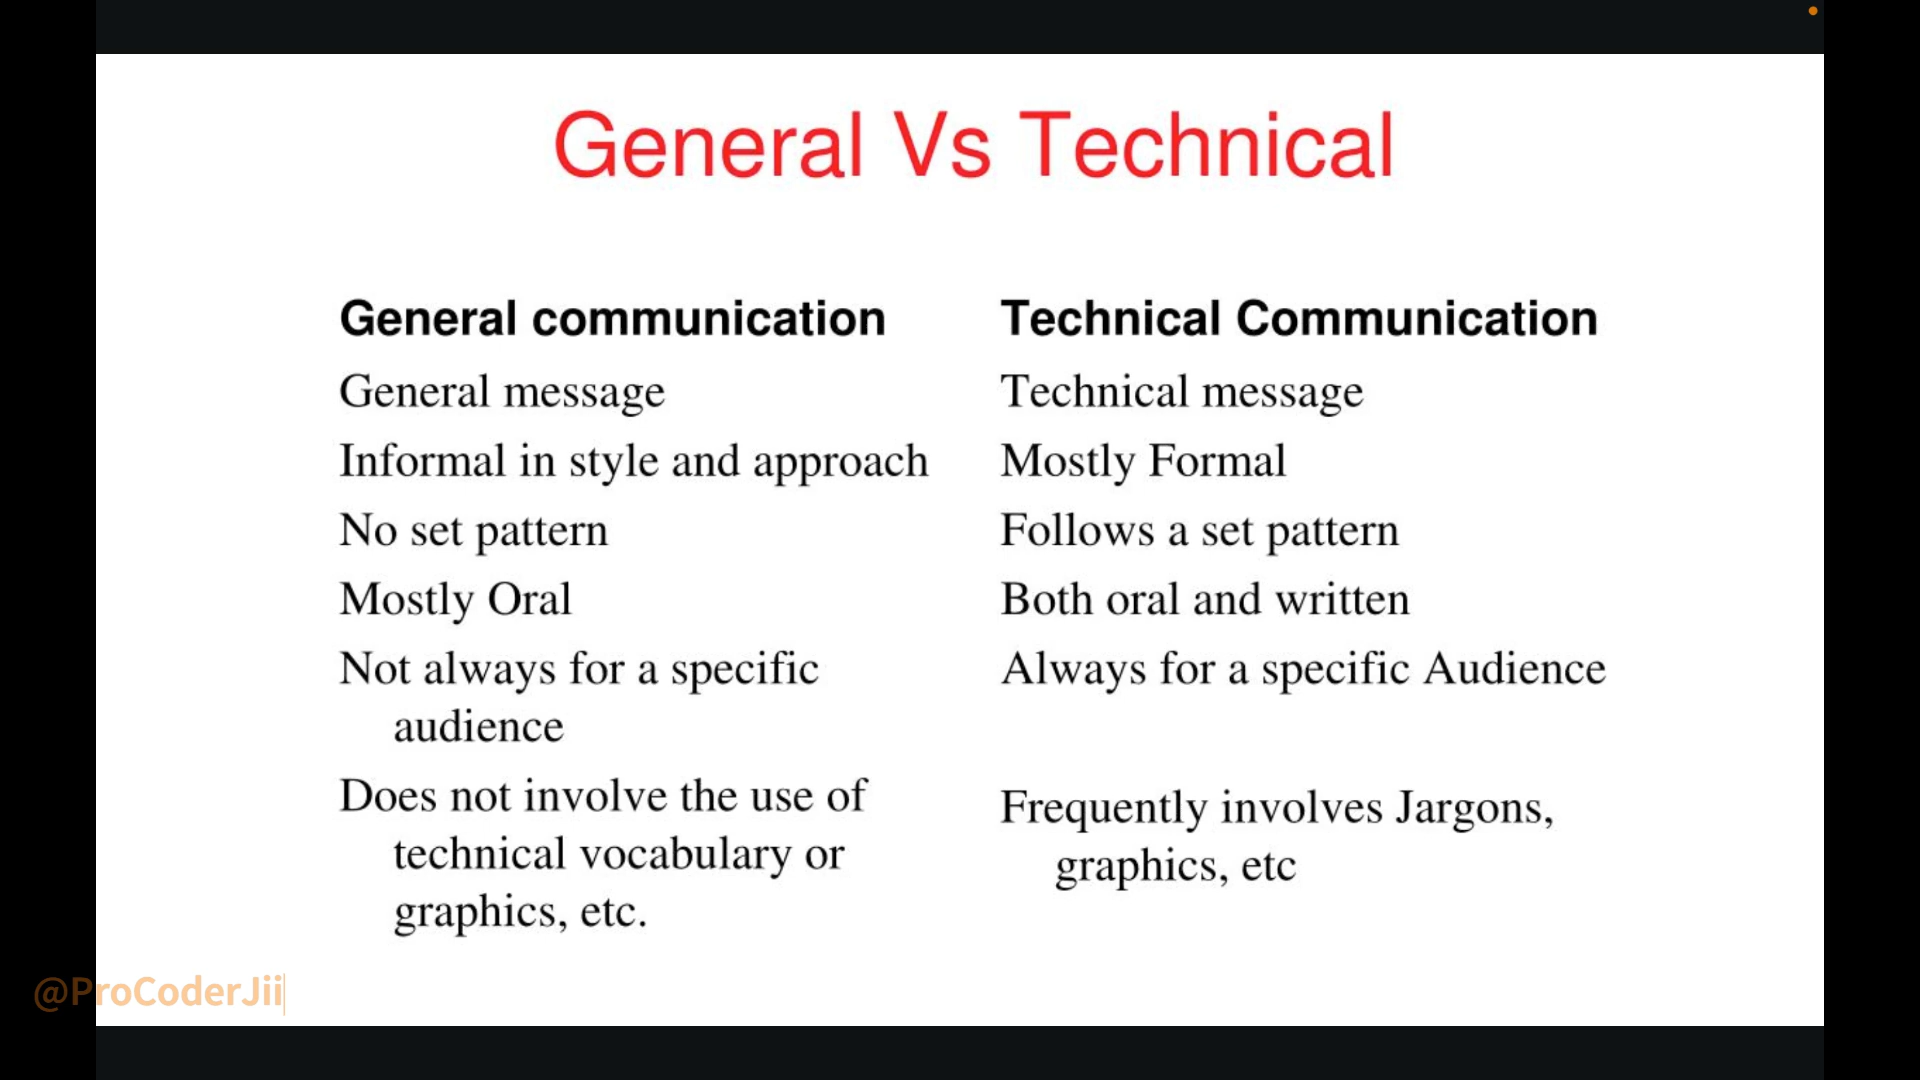 General Vs Technical
General communication
General message
Informal in style and approach
No set pattern
Mostly Oral
Not always for a specific
audience
Does not involve the use of
technical vocabulary or
graphics, etc.
Technical Communication
Technical message
Mostly Formal
Follows a set pattern
Both oral and written
Always for a specific Audience
Frequently involves Jargons,
graphics, etc
@ProCoderJii